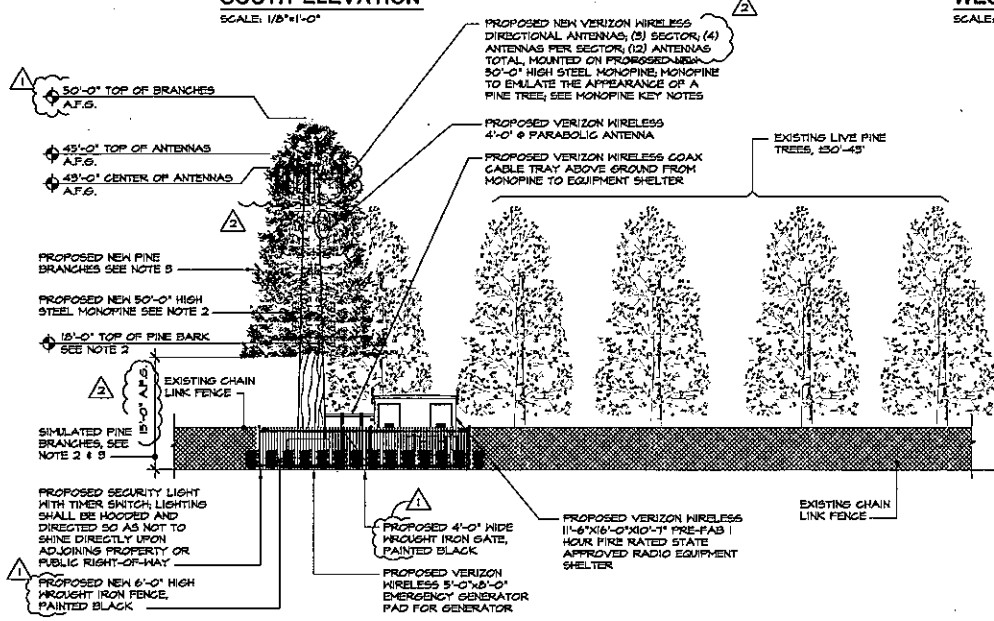 SOUTH ELEVATION
SCALE: 1/8"=1'-0"
SCALE:
2
PROPOSED NEW VERIZON WIRELESS
DIRECTIONAL ANTENNAS; (3) SECTOR; (4)
ANTENNAS PER SECTOR; (12) ANTENNAS
TOTAL, MOUNTED ON PROPOSED NEW
50'-0" HIGH STEEL MONOPINE; MONOPINE
TO EMULATE THE APPEARANCE OF A
PINE TREE; SEE MONOPINE KEY NOTES
1
50'-0" TOP OF BRANCHES
A.F.G.
PROPOSED VERIZON WIRELESS
4'-0" Φ PARABOLIC ANTENNA
EXISTING LIVE PINE
TREES, ±30'-45'
45'-0" TOP OF ANTENNAS
A.F.G.
PROPOSED VERIZON WIRELESS COAX
CABLE TRAY ABOVE GROUND FROM
MONOPINE TO EQUIPMENT SHELTER
43'-0" CENTER OF ANTENNAS
A.F.G.
2
PROPOSED NEW PINE
BRANCHES SEE NOTE 3
PROPOSED NEW 50'-0" HIGH
STEEL MONOPINE SEE NOTE 2
15'-0" TOP OF PINE BARK
SEE NOTE 2
2
15'-0" A.F.G.
EXISTING CHAIN
LINK FENCE
SIMULATED PINE
BRANCHES, SEE
NOTE 2 & 3
PROPOSED SECURITY LIGHT
WITH TIMER SWITCH; LIGHTING
SHALL BE HOODED AND
DIRECTED SO AS NOT TO
SHINE DIRECTLY UPON
ADJOINING PROPERTY OR
PUBLIC RIGHT-OF-WAY
1
PROPOSED NEW 6'-0" HIGH
WROUGHT IRON FENCE,
PAINTED BLACK
1
PROPOSED 4'-0" WIDE
WROUGHT IRON GATE,
PAINTED BLACK
PROPOSED VERIZON
WIRELESS 5'-0"x8'-0"
EMERGENCY GENERATOR
PAD FOR GENERATOR
PROPOSED VERIZON WIRELESS
11'-6"X16'-0"X10'-7" PRE-FAB 1
HOUR FIRE RATED STATE
APPROVED RADIO EQUIPMENT
SHELTER
EXISTING CHAIN
LINK FENCE